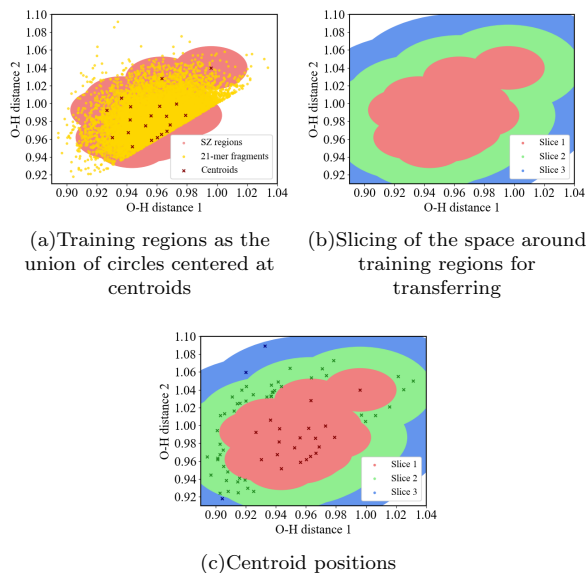 1.10
1.08
1.06
1.04
1.02
1.00
0.98
0.96
0.94
0.92
O-H distance 2
SZ regions
21-mer fragments
Centroids
0.90 0.92 0.94 0.96 0.98 1.00 1.02 1.04
O-H distance 1
(a)Training regions as the
union of circles centered at
centroids
1.10
1.08
1.06
1.04
1.02
1.00
0.98
0.96
0.94
0.92
O-H distance 2
Slice 1
Slice 2
Slice 3
0.90 0.92 0.94 0.96 0.98 1.00 1.02 1.04
O-H distance 1
(b)Slicing of the space around
training regions for
transferring
1.10
1.08
1.06
1.04
1.02
1.00
0.98
0.96
0.94
0.92
O-H distance 2
Slice 1
Slice 2
Slice 3
0.90 0.92 0.94 0.96 0.98 1.00 1.02 1.04
O-H distance 1
(c)Centroid positions